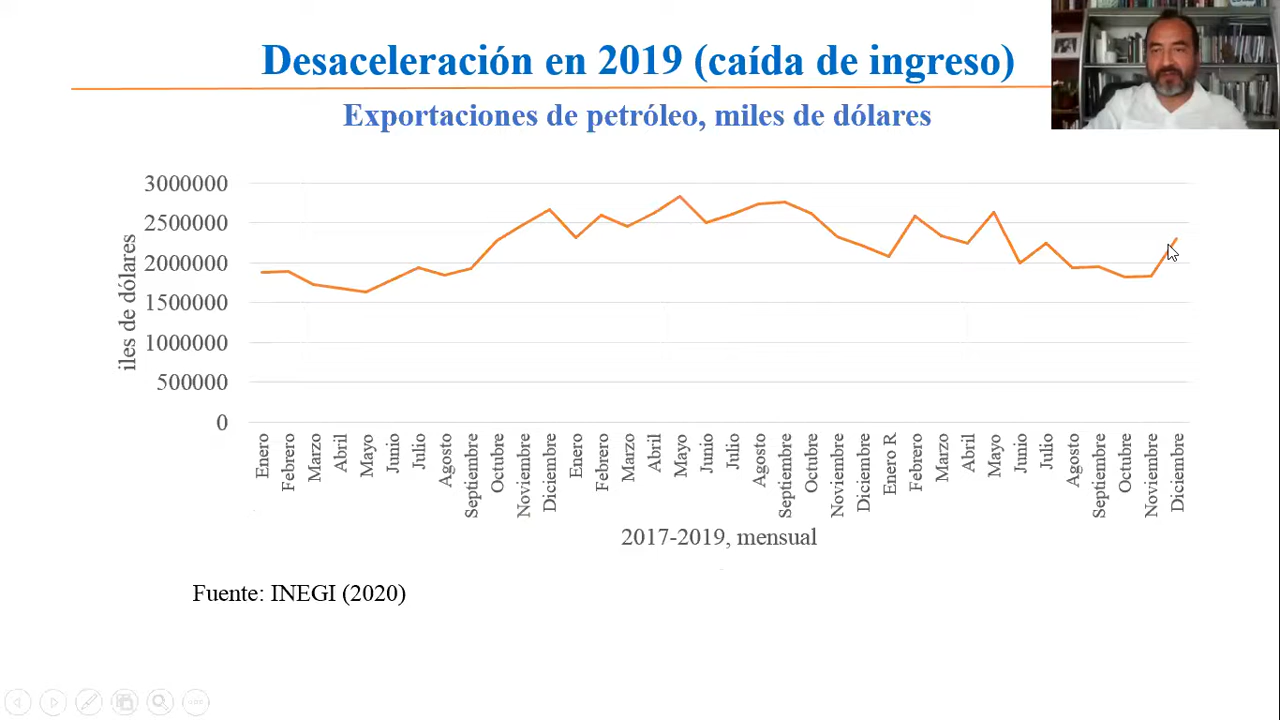 Desaceleración en 2019 (caída de ingreso)
Exportaciones de petróleo, miles de dólares
iles de dólares
3000000
2500000
2000000
1500000
1000000
500000
0
Enero
Febrero
Marzo
Abril
Mayo
Junio
Julio
Agosto
Septiembre
Octubre
Noviembre
Diciembre
Enero
Febrero
Marzo
Abril
Mayo
Junio
Julio
Agosto
Septiembre
Octubre
Noviembre
Diciembre
Enero R
Febrero
Marzo
Abril
Mayo
Junio
Julio
Agosto
Septiembre
Octubre
Noviembre
Diciembre
2017-2019, mensual
Fuente: INEGI (2020)